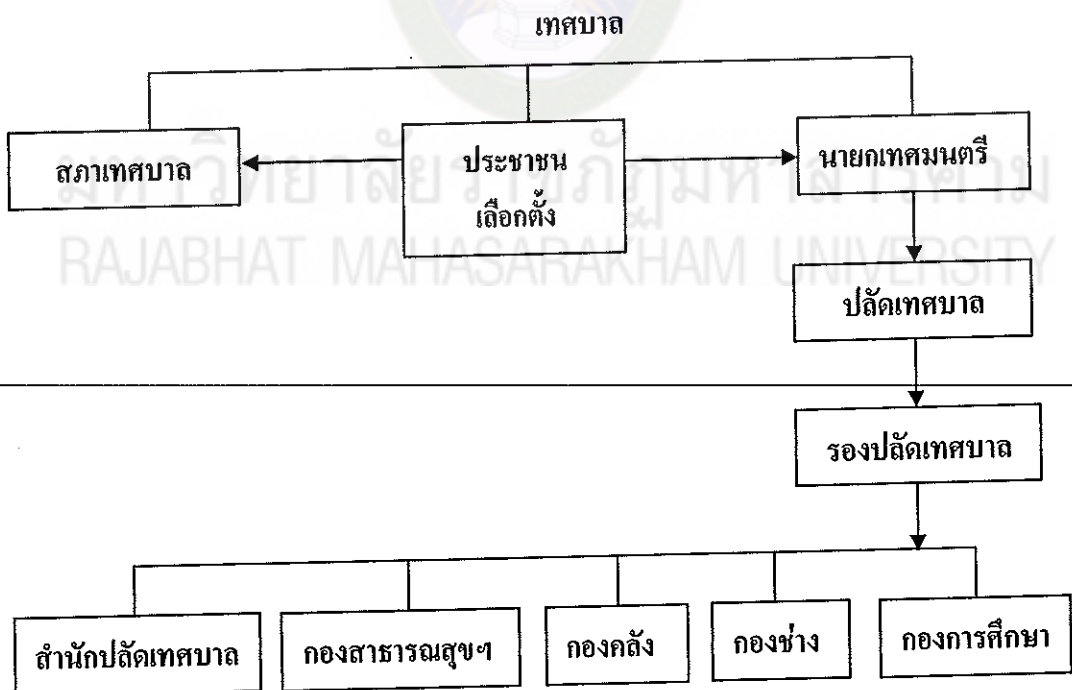 เทศบาล
สภาเทศบาล
ประชาชน
เลือกตั้ง
นายกเทศมนตรี
มหาวิทยาลัยราชภัฏมหาสารคาม
RAJABHAT MAHASARAKHAM UNIVERSITY
ปลัดเทศบาล
รองปลัดเทศบาล
สำนักปลัดเทศบาล
กองสาธารณสุขฯ
กองคลัง
กองช่าง
กองการศึกษา